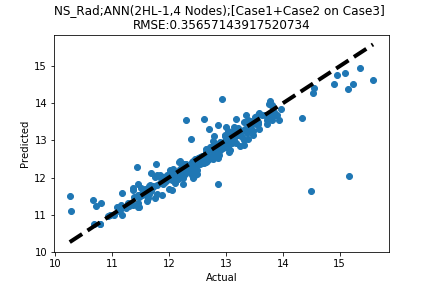 NS_Rad;ANN(2HL-1,4 Nodes);[Case1+Case2 on Case3]
RMSE:0.35657143917520734
15
14
13
12
11
10
Predicted
10 11 12 13 14 15
Actual